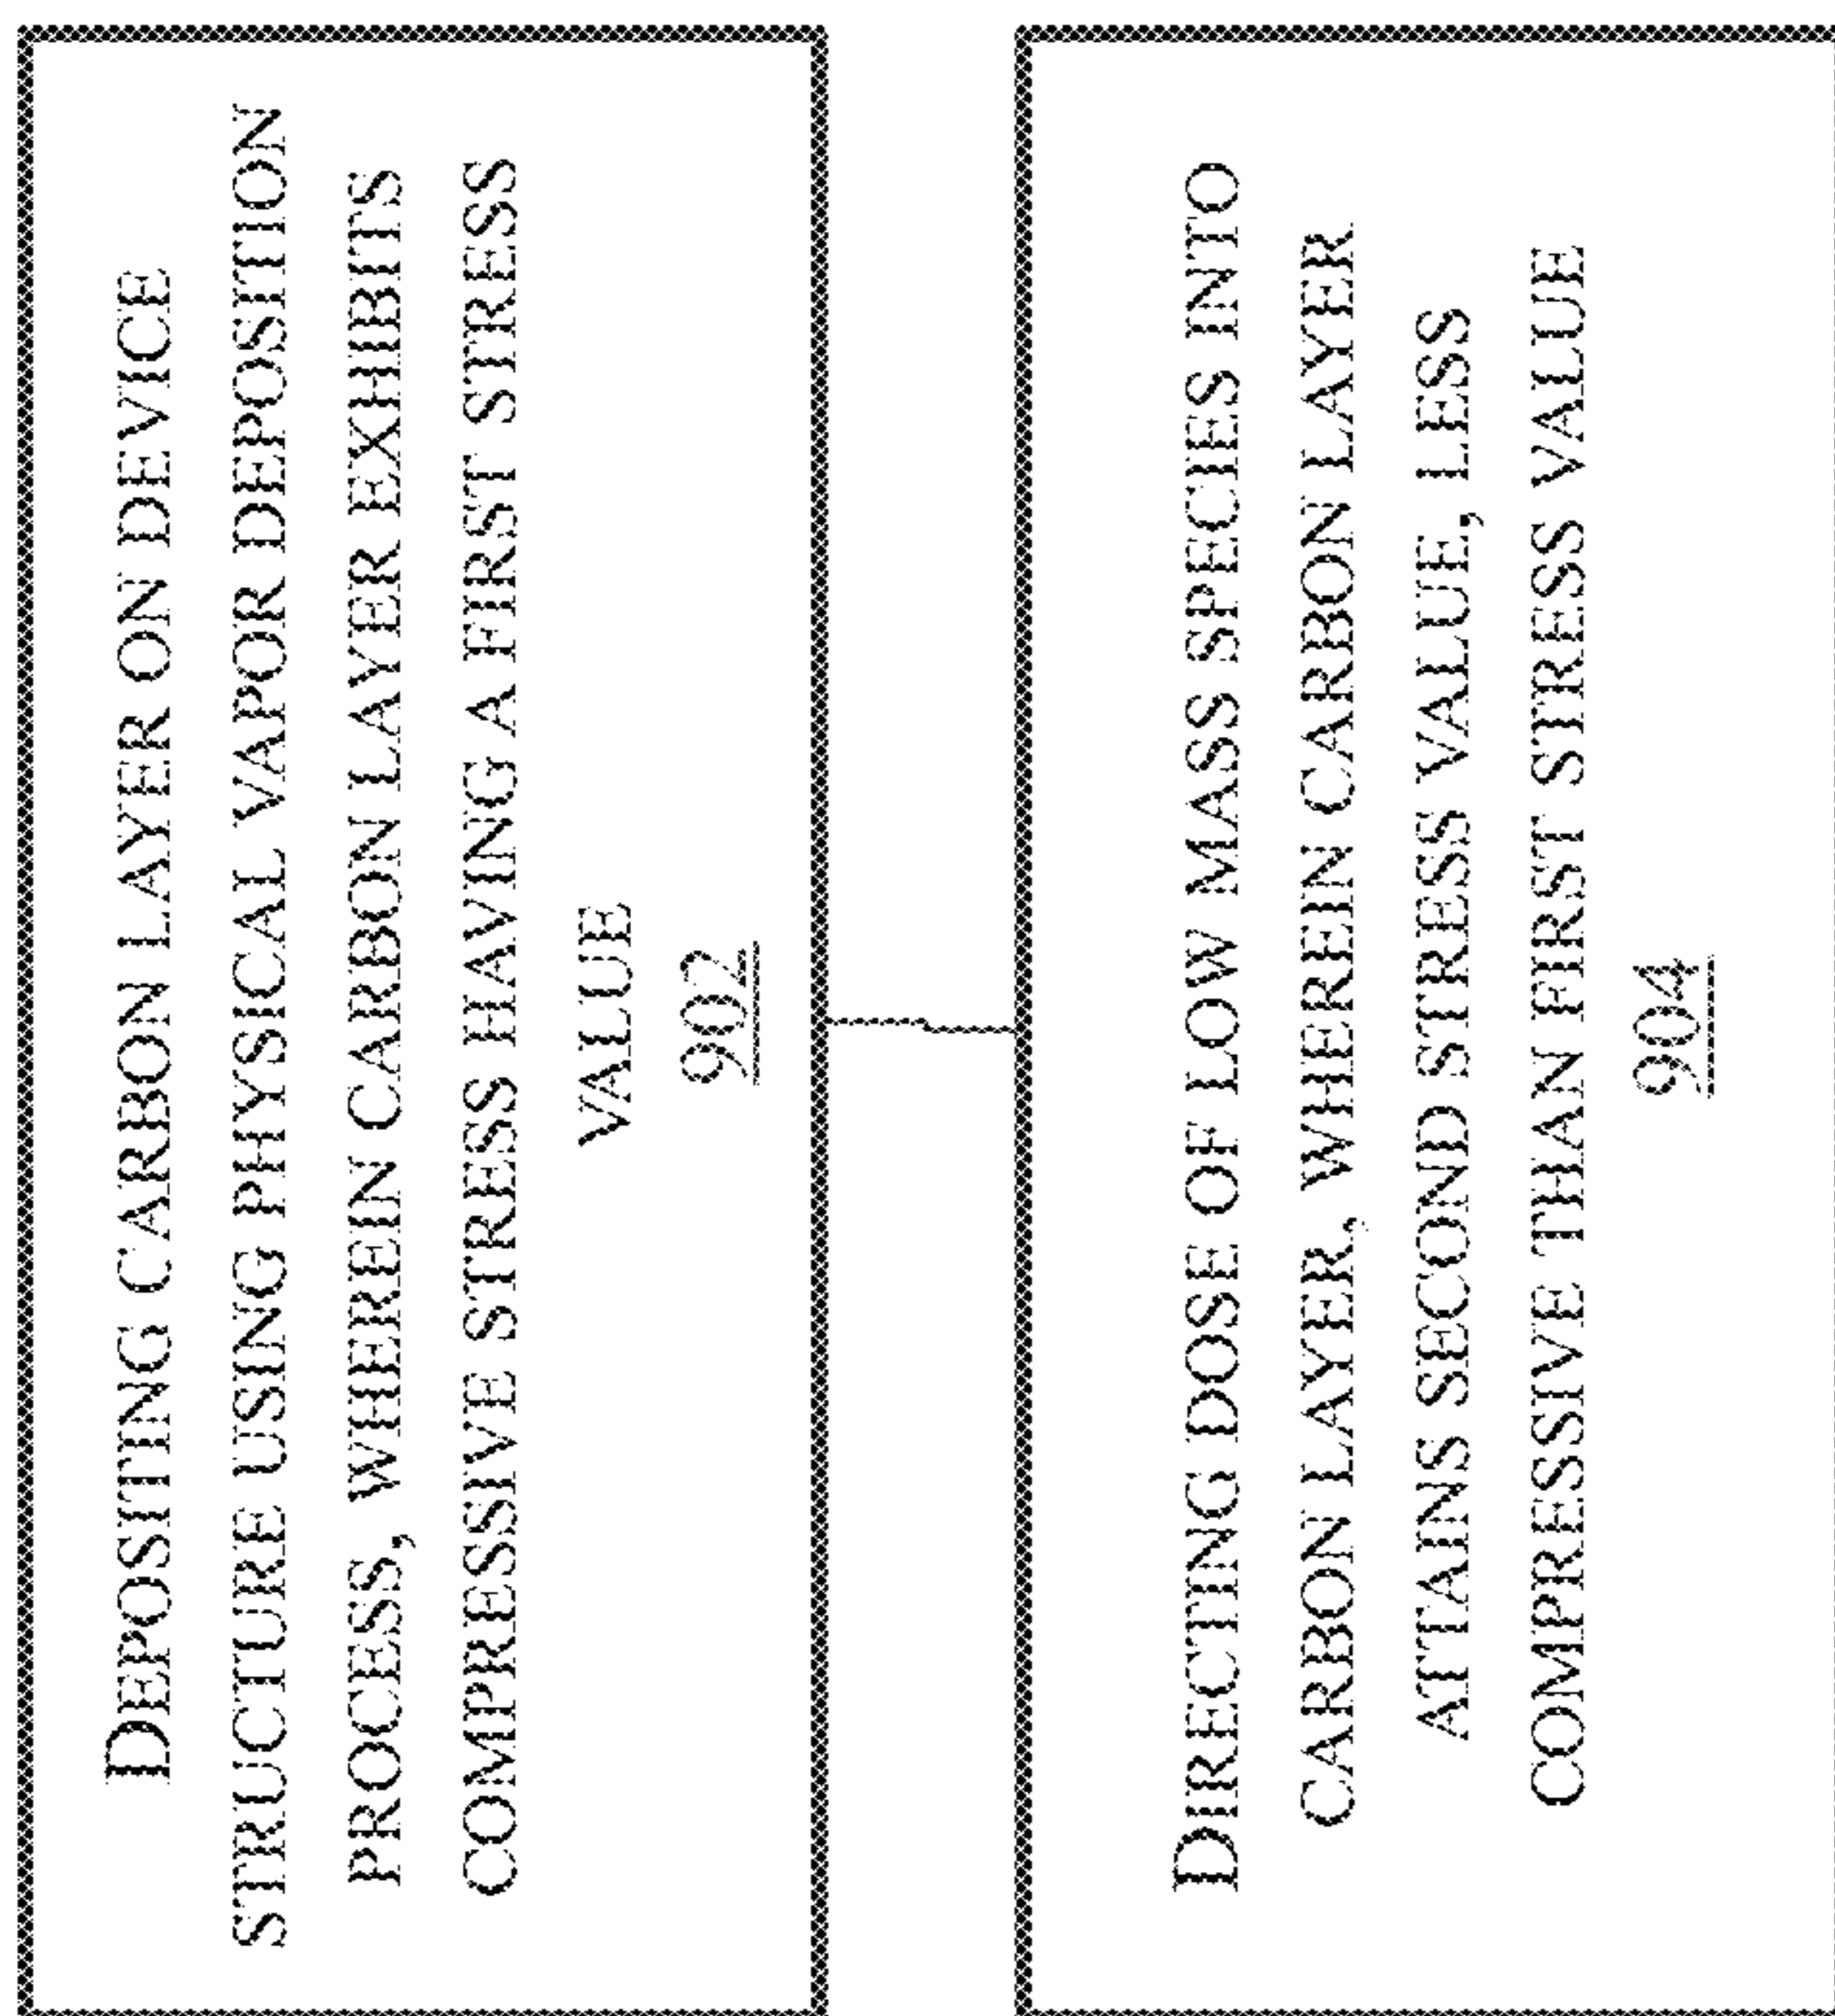 DEPOSITING CARBON LAYER ON DEVICE
STRUCTURE USING PHYSICAL VAPOR DEPOSITION
PROCESS, WHEREIN CARBON LAYER EXHIBITS
COMPRESSIVE STRESS HAVING A FIRST STRESS
VALUE
902
DIRECTING DOSE OF LOW MASS SPECIES INTO
CARBON LAYER, WHEREIN CARBON LAYER
ATTAINS SECOND STRESS VALUE, LESS
COMPRESSIVE THAN FIRST STRESS VALUE
904